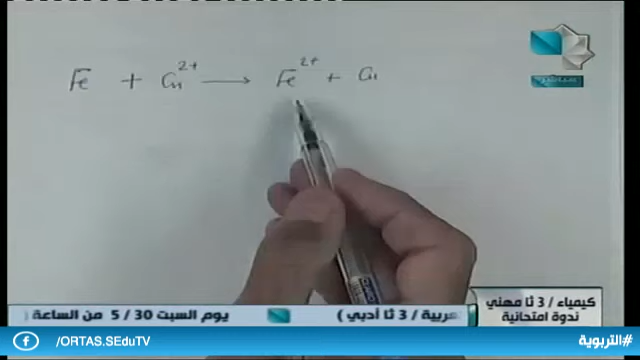 Fe + Cu²⁺ → Fe²⁺ + Cu
مباشر
كيمياء / 3 ثا مهني
ندوة امتحانية
يوم السبت 30 / 5 من الساعة (
عربية / 3 ثا أدبي )
/ORTAS.SEduTV
#التربوية